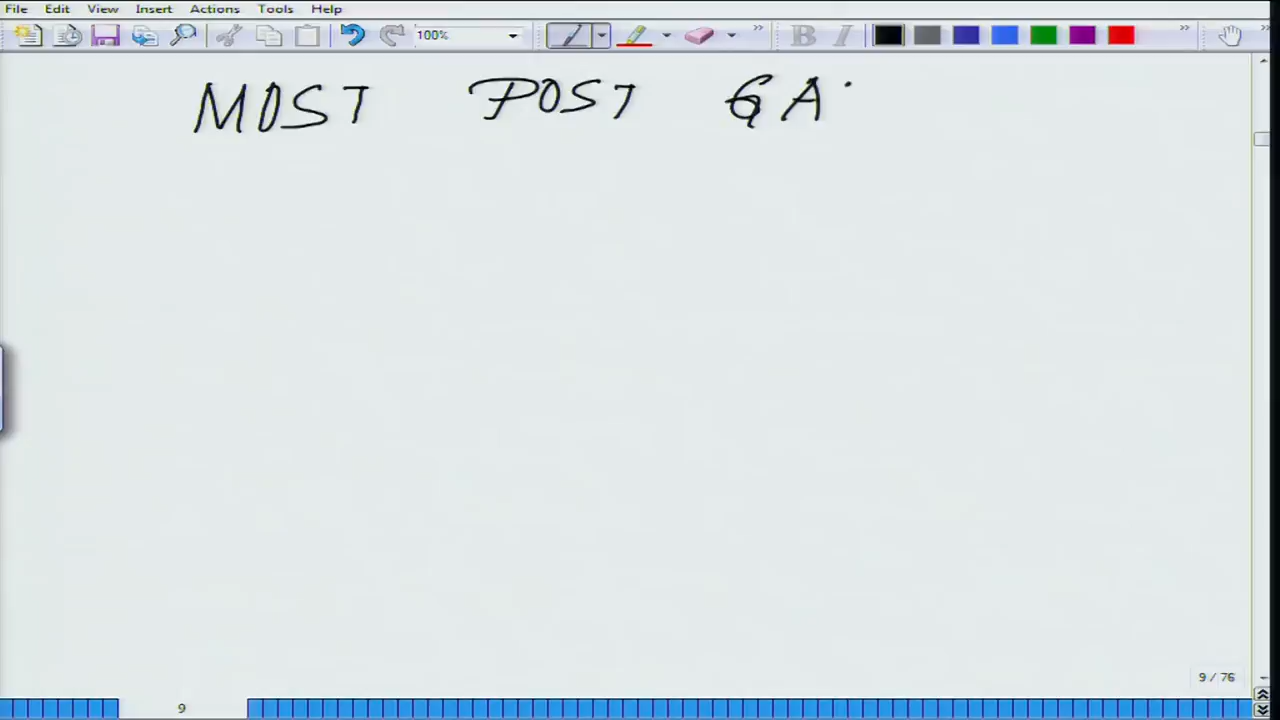 File Edit View Insert Actions Tools Help
100%
B I
MOST POST GA
9 / 76
9